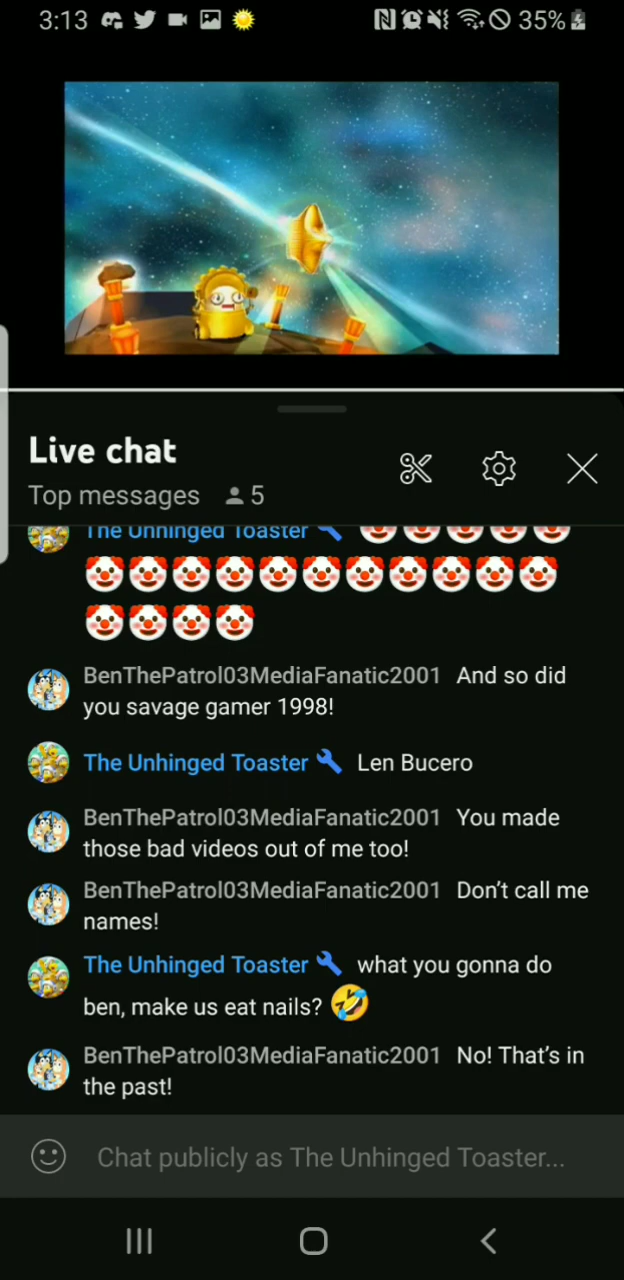 3:13
35%
Live chat
Top messages 5
The Unhinged Toaster
BenThePatrol03MediaFanatic2001 And so did
you savage gamer 1998!
The Unhinged Toaster Len Bucero
BenThePatrol03MediaFanatic2001 You made
those bad videos out of me too!
BenThePatrol03MediaFanatic2001 Don’t call me
names!
The Unhinged Toaster what you gonna do
ben, make us eat nails?
BenThePatrol03MediaFanatic2001 No! That’s in
the past!
Chat publicly as The Unhinged Toaster...